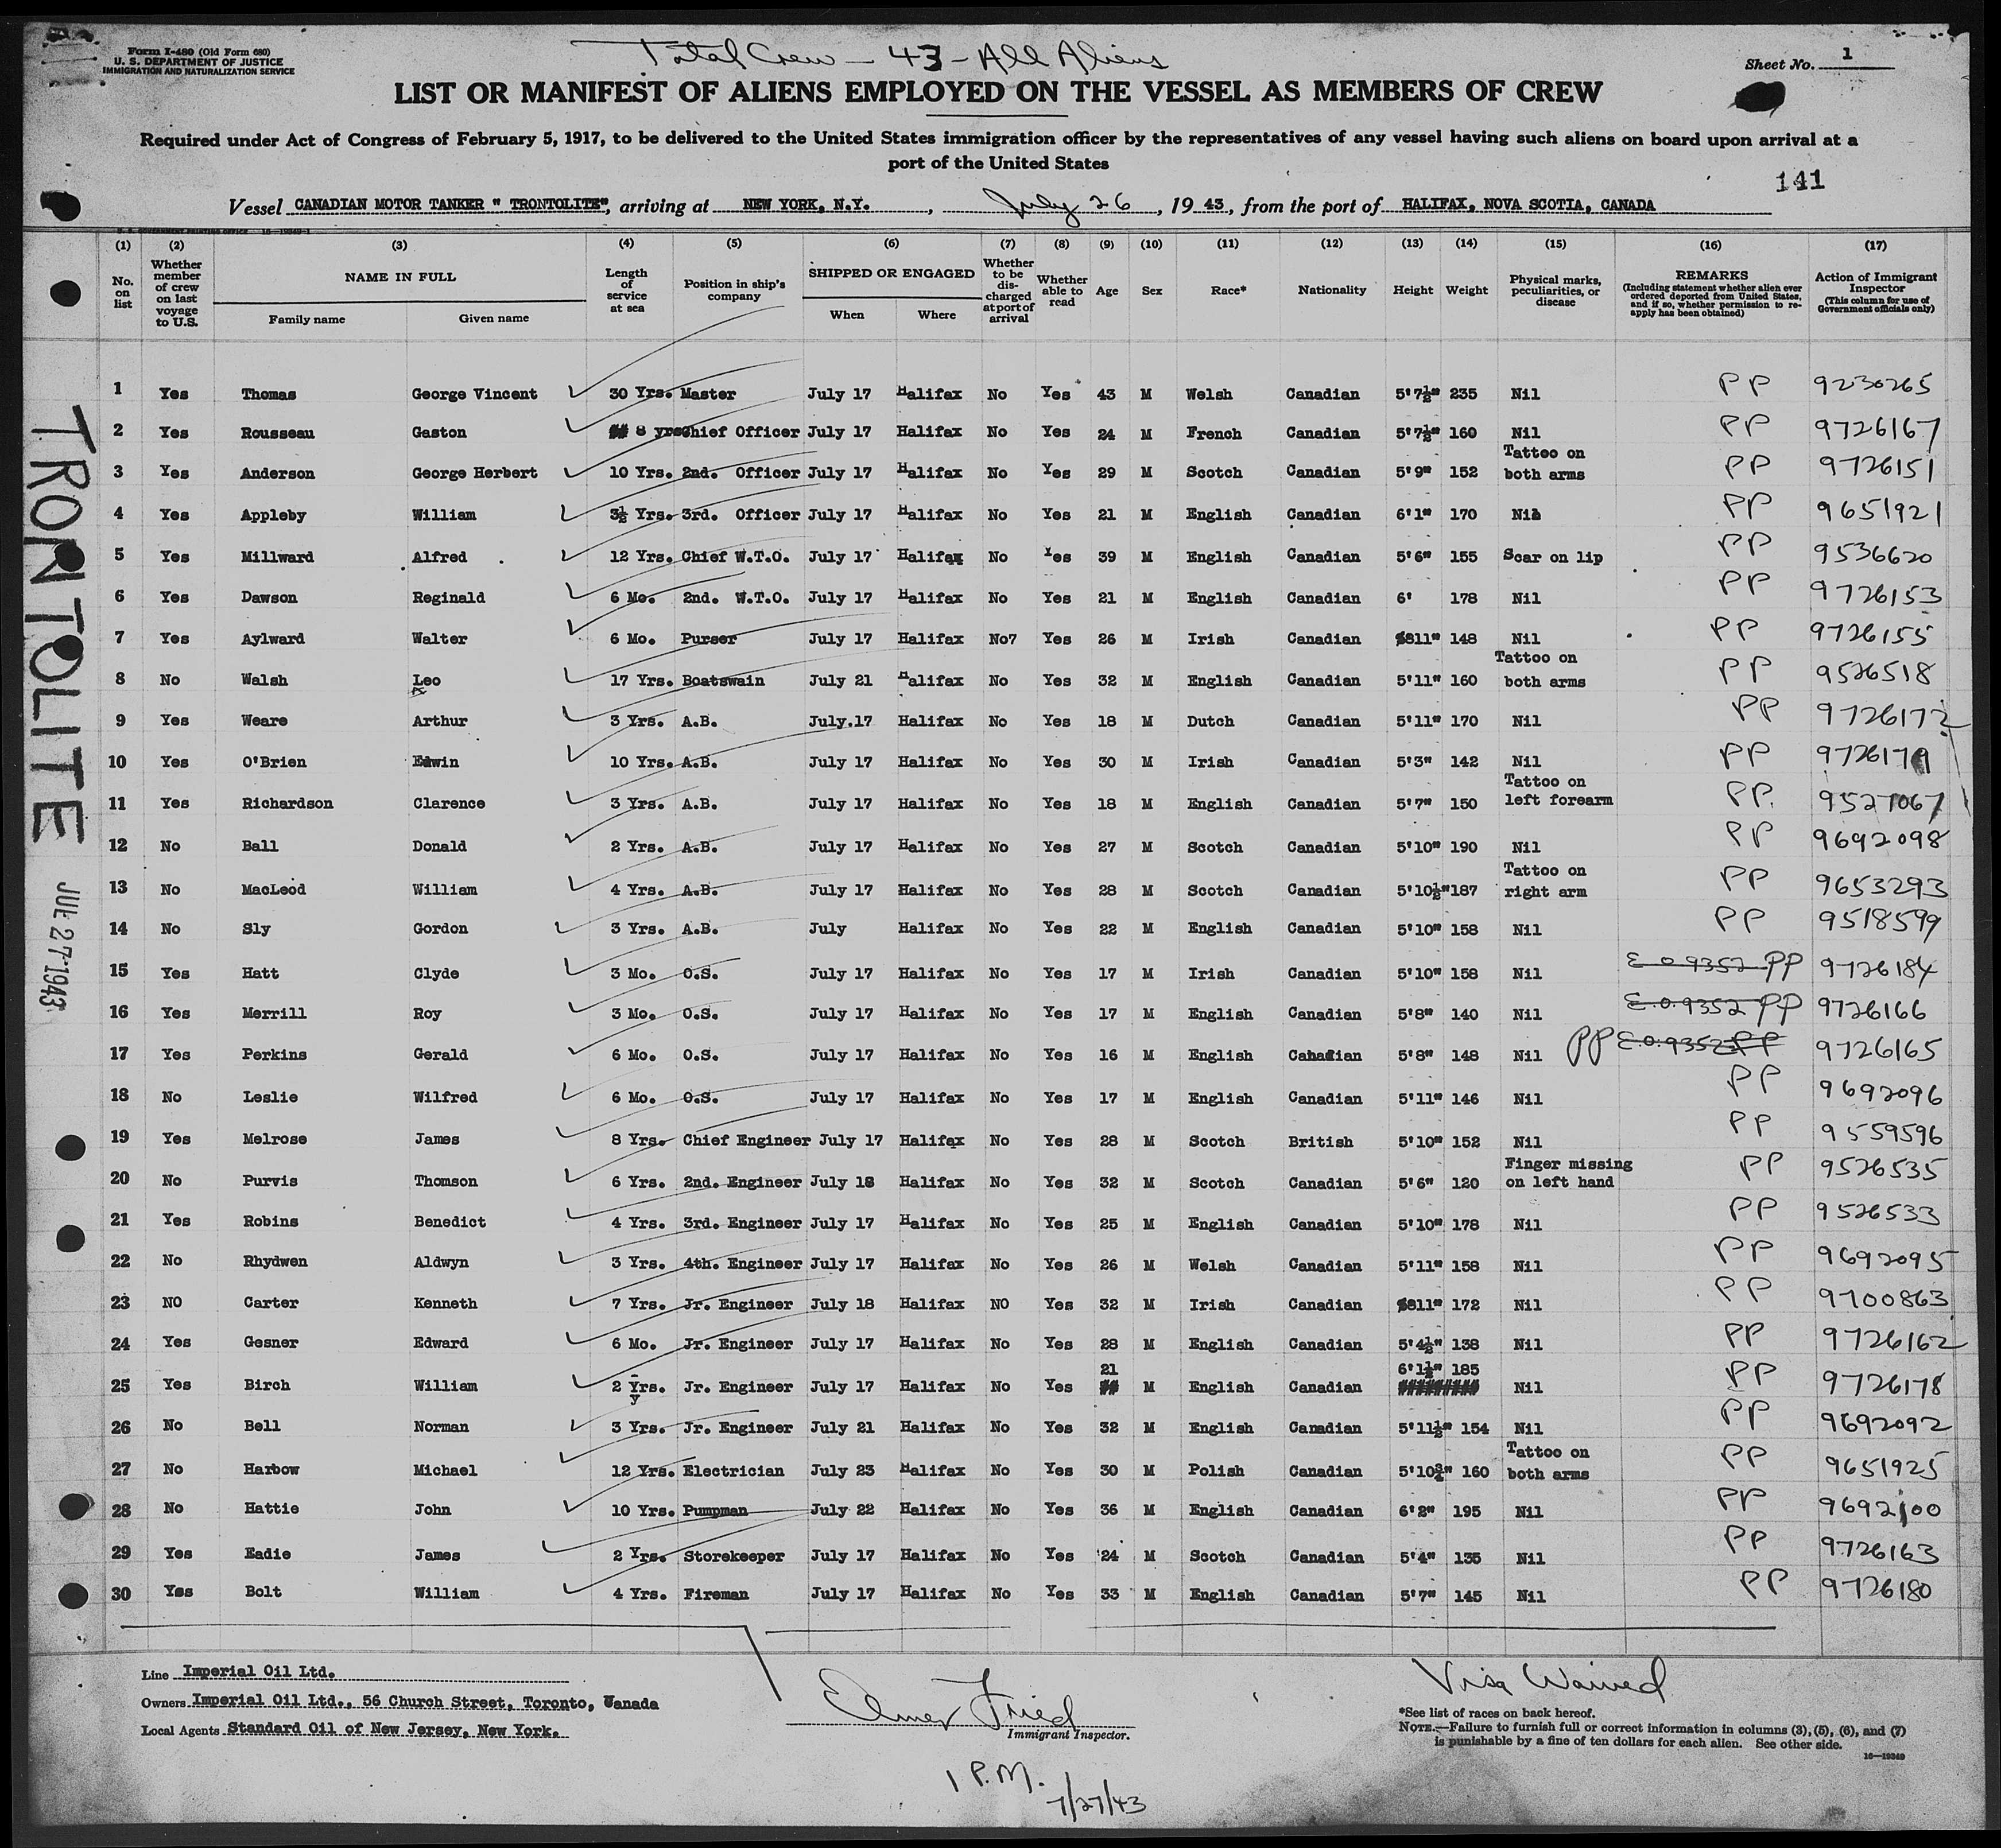 Form I-480 (Old Form 680)
U. S. DEPARTMENT OF JUSTICE
IMMIGRATION AND NATURALIZATION SERVICE
Total Crew - 43 - All Aliens
Sheet No. 1
LIST OR MANIFEST OF ALIENS EMPLOYED ON THE VESSEL AS MEMBERS OF CREW
Required under Act of Congress of February 5, 1917, to be delivered to the United States immigration officer by the representatives of any vessel having such aliens on board upon arrival at a
port of the United States
141
Vessel CANADIAN MOTOR TANKER " TRONTOLITE", arriving at NEW YORK, N.Y., July 26, 1943, from the port of HALIFAX, NOVA SCOTIA, CANADA
(1) (2) (3) (4) (5) (6) (7) (8) (9) (10) (11) (12) (13) (14) (15) (16) (17)
No. on list
Whether member of crew on last voyage to U.S.
NAME IN FULL
Family name Given name
Length of service at sea
Position in ship's company
SHIPPED OR ENGAGED
When Where
Whether to be discharged at port of arrival
Whether able to read
Age
Sex
Race*
Nationality
Height
Weight
Physical marks, peculiarities, or disease
REMARKS
(Including statement whether alien ever ordered deported from United States, and if so, whether permission to re-apply has been obtained)
Action of Immigrant Inspector
(This column for use of Government officials only)
1 Yes Thomas George Vincent 30 Yrs. Master July 17 Halifax No Yes 43 M Welsh Canadian 5'7½" 235 Nil PP 9230265
2 Yes Rousseau Gaston 8 yrs Chief Officer July 17 Halifax No Yes 24 M French Canadian 5'7½" 160 Nil PP 9726167
3 Yes Anderson George Herbert 10 Yrs. 2nd. Officer July 17 Halifax No Yes 29 M Scotch Canadian 5'9" 152 Tattoo on both arms PP 9726151
4 Yes Appleby William 3½ Yrs. 3rd. Officer July 17 Halifax No Yes 21 M English Canadian 6'1" 170 Nil PP 9651921
5 Yes Millward Alfred 12 Yrs. Chief W.T.O. July 17 Halifax No Yes 39 M English Canadian 5'6" 155 Scar on lip PP 9536620
6 Yes Dawson Reginald 6 Mo. 2nd. W.T.O. July 17 Halifax No Yes 21 M English Canadian 6' 178 Nil PP 9726153
7 Yes Aylward Walter 6 Mo. Purser July 17 Halifax No7 Yes 26 M Irish Canadian 5811" 148 Nil PP 9726155
8 No Walsh Leo 17 Yrs. Boatswain July 21 Halifax No Yes 32 M English Canadian 5'11" 160 Tattoo on both arms PP 9526518
9 Yes Weare Arthur 3 Yrs. A.B. July.17 Halifax No Yes 18 M Dutch Canadian 5'11" 170 Nil PP 9726172
10 Yes O'Brien Edwin 10 Yrs. A.B. July 17 Halifax No Yes 30 M Irish Canadian 5'3" 142 Nil PP
11 Yes Richardson Clarence 3 Yrs. A.B. July 17 Halifax No Yes 18 M English Canadian 5'7" 150 Tattoo on left forearm PP. 9527067
12 No Ball Donald 2 Yrs. A.B. July 17 Halifax No Yes 27 M Scotch Canadian 5'10" 190 Nil PP 9692098
13 No MacLeod William 4 Yrs. A.B. July 17 Halifax No Yes 28 M Scotch Canadian 5'10½" 187 Tattoo on right arm PP 9653293
14 No Sly Gordon 3 Yrs. A.B. July Halifax No Yes 22 M English Canadian 5'10" 158 Nil PP 9518599
15 Yes Hatt Clyde 3 Mo. O.S. July 17 Halifax No Yes 17 M Irish Canadian 5'10" 158 Nil E.O. 9352 PP 9726184
16 Yes Merrill Roy 3 Mo. O.S. July 17 Halifax No Yes 17 M English Canadian 5'8" 140 Nil E.O. 9352 PP 9726166
17 Yes Perkins Gerald 6 Mo. O.S. July 17 Halifax No Yes 16 M English Canadian 5'8" 148 Nil PP E.O. 9352 PP 9726165
18 No Leslie Wilfred 6 Mo. O.S. July 17 Halifax No Yes 17 M English Canadian 5'11" 146 Nil PP 9692096
19 Yes Melrose James 8 Yrs. Chief Engineer July 17 Halifax No Yes 28 M Scotch British 5'10" 152 Nil PP 9559596
20 No Purvis Thomson 6 Yrs. 2nd. Engineer July 18 Halifax No Yes 32 M Scotch Canadian 5'6" 120 Finger missing on left hand PP 9526535
21 Yes Robins Benedict 4 Yrs. 3rd. Engineer July 17 Halifax No Yes 25 M English Canadian 5'10" 178 Nil PP 9526533
22 No Rhydwen Aldwyn 3 Yrs. 4th. Engineer July 17 Halifax No Yes 26 M Welsh Canadian 5'11" 158 Nil PP 9692095
23 NO Carter Kenneth 7 Yrs. Jr. Engineer July 18 Halifax NO Yes 32 M Irish Canadian 5811" 172 Nil PP 9700863
24 Yes Gesner Edward 6 Mo. Jr. Engineer July 17 Halifax No Yes 28 M English Canadian 5'4½" 138 Nil PP 9726162
25 Yes Birch William 2 Yrs. Jr. Engineer July 17 Halifax No Yes 21 M English Canadian 6'1½" 185 Nil PP 9726178
26 No Bell Norman 3 Yrs. Jr. Engineer July 21 Halifax No Yes 32 M English Canadian 5'11½" 154 Nil PP 9692092
27 No Harbow Michael 12 Yrs. Electrician July 23 Halifax No Yes 30 M Polish Canadian 5'10¾" 160 Tattoo on both arms PP 9651925
28 No Hattie John 10 Yrs. Pumpman July 22 Halifax No Yes 36 M English Canadian 6'2" 195 Nil PP 9692100
29 Yes Eadie James 2 Yrs. Storekeeper July 17 Halifax No Yes 24 M Scotch Canadian 5'4" 135 Nil PP 9726163
30 Yes Bolt William 4 Yrs. Fireman July 17 Halifax No Yes 33 M English Canadian 5'7" 145 Nil PP 9726180
TRONTOLITE
JUL 27 1943
Line Imperial Oil Ltd.
Owners Imperial Oil Ltd., 56 Church Street, Toronto, Canada
Local Agents Standard Oil of New Jersey, New York.
Elmer Fried
Immigrant Inspector.
1 P.M.
7/27/43
Visa Waived
*See list of races on back hereof.
NOTE.—Failure to furnish full or correct information in columns (3), (5), (6), and (7)
is punishable by a fine of ten dollars for each alien. See other side.
16—19349